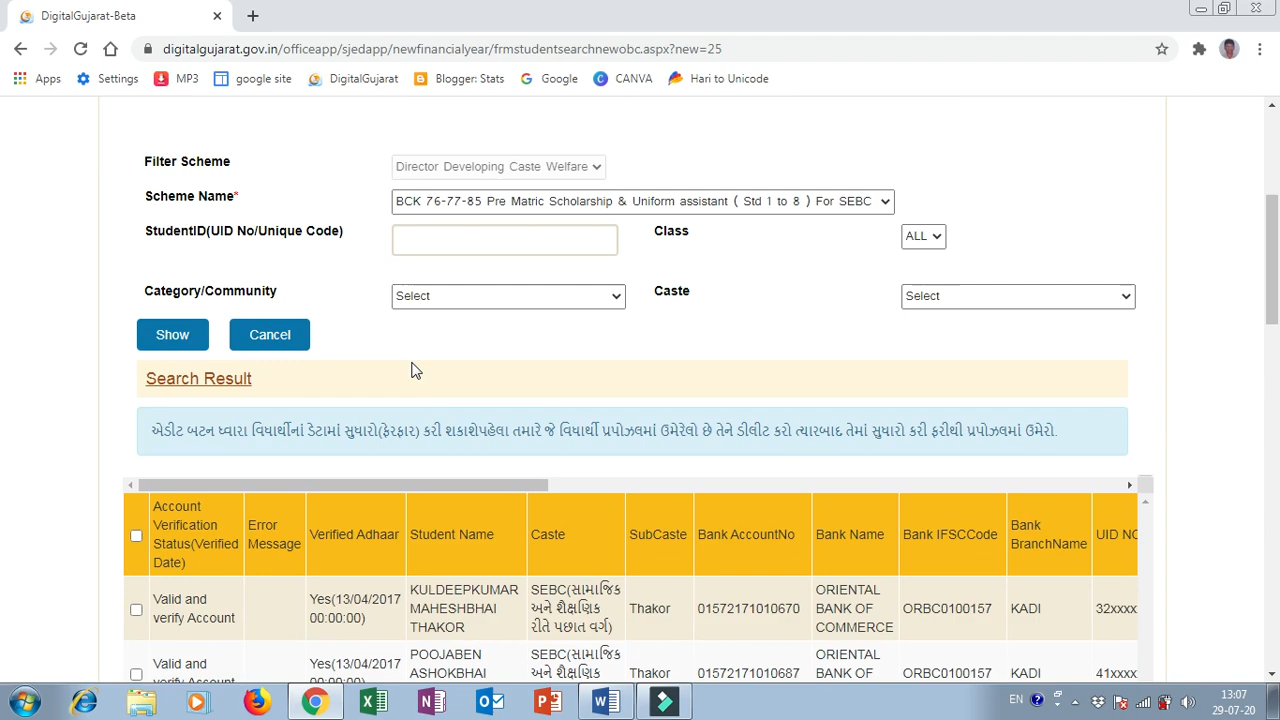 DigitalGujarat-Beta
digitalgujarat.gov.in/officeapp/sjedapp/newfinancialyear/frmstudentsearchnewobc.aspx?new=25
Apps Settings MP3 google site DigitalGujarat Blogger: Stats Google CANVA Hari to Unicode
Filter Scheme Director Developing Caste Welfare
Scheme Name* BCK 76-77-85 Pre Matric Scholarship & Uniform assistant ( Std 1 to 8 ) For SEBC
StudentID(UID No/Unique Code) Class ALL
Category/Community Select Caste Select
Show Cancel
Search Result
એડીટ બટન ધ્વારા વિધાર્થીનાં ડેટામાં સુધારો(ફેરફાર) કરી શકાશેપહેલા તમારે જે વિધાર્થી પ્રપોઝલમાં ઉમેરેલો છે તેને ડીલીટ કરો ત્યારબાદ તેમાં સુધારો કરી ફરીથી પ્રપોઝલમાં ઉમેરો.
Account
Verification
Status(Verified
Date)
Error
Message
Verified Adhaar
Student Name
Caste
SubCaste
Bank AccountNo
Bank Name
Bank IFSCCode
Bank
BranchName
UID NO
Valid and
verify Account
Yes(13/04/2017
00:00:00)
KULDEEPKUMAR
MAHESHBHAI
THAKOR
SEBC(સામાજિક
અને શૈક્ષણિક
રીતે પછાત વર્ગ)
Thakor
01572171010670
ORIENTAL
BANK OF
COMMERCE
ORBC0100157
KADI
32xxxx
Valid and
verify Account
Yes(13/04/2017
00:00:00)
POOJABEN
ASHOKBHAI
SEBC(સામાજિક
અને શૈક્ષણિક
Thakor
01572171010687
ORIENTAL
BANK OF
ORBC0100157
KADI
41xxxx
EN
13:07
29-07-20